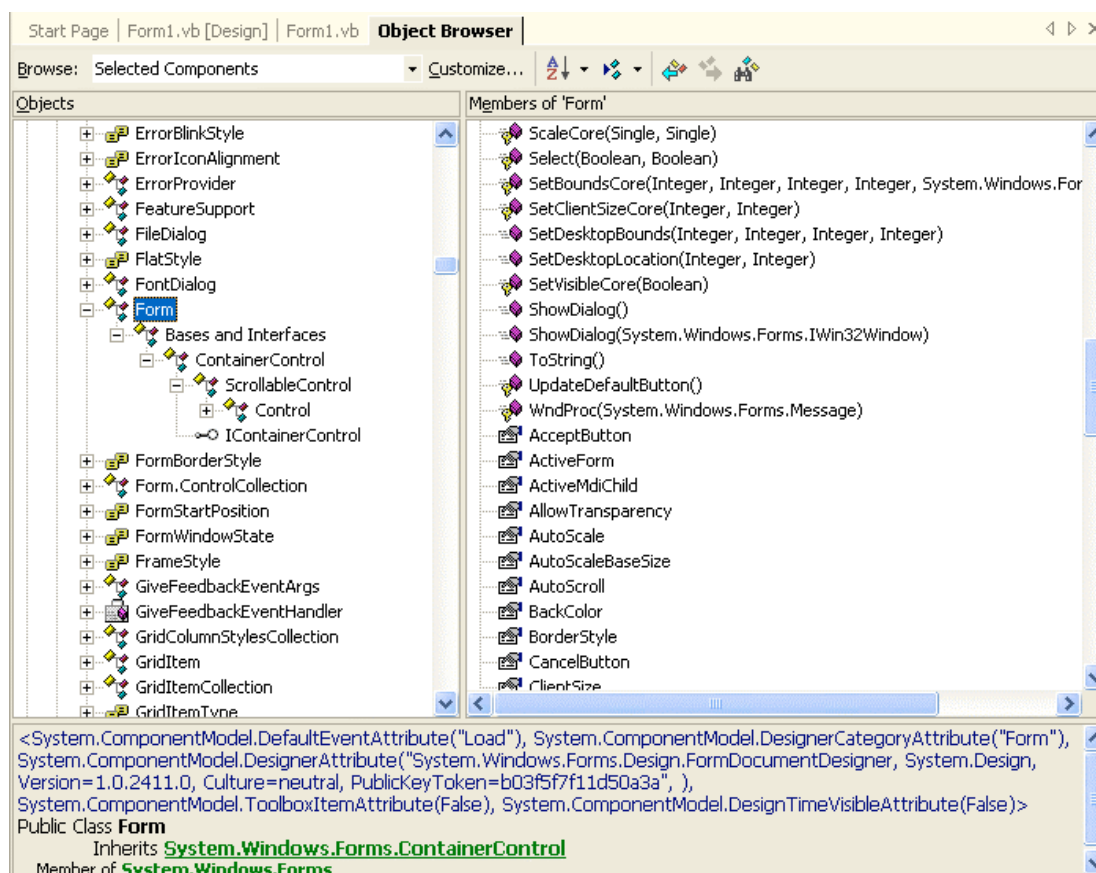 Start Page | Form1.vb [Design] | Form1.vb Object Browser
Browse: Selected Components Customize...
Objects
ErrorBlinkStyle
ErrorIconAlignment
ErrorProvider
FeatureSupport
FileDialog
FlatStyle
FontDialog
Form
Bases and Interfaces
ContainerControl
ScrollableControl
Control
IContainerControl
FormBorderStyle
Form.ControlCollection
FormStartPosition
FormWindowState
FrameStyle
GiveFeedbackEventArgs
GiveFeedbackEventHandler
GridColumnStylesCollection
GridItem
GridItemCollection
GridItemType
Members of 'Form'
ScaleCore(Single, Single)
Select(Boolean, Boolean)
SetBoundsCore(Integer, Integer, Integer, Integer, System.Windows.For
SetClientSizeCore(Integer, Integer)
SetDesktopBounds(Integer, Integer, Integer, Integer)
SetDesktopLocation(Integer, Integer)
SetVisibleCore(Boolean)
ShowDialog()
ShowDialog(System.Windows.Forms.IWin32Window)
ToString()
UpdateDefaultButton()
WndProc(System.Windows.Forms.Message)
AcceptButton
ActiveForm
ActiveMdiChild
AllowTransparency
AutoScale
AutoScaleBaseSize
AutoScroll
BackColor
BorderStyle
CancelButton
ClientSize
<System.ComponentModel.DefaultEventAttribute("Load"), System.ComponentModel.DesignerCategoryAttribute("Form"),
System.ComponentModel.DesignerAttribute("System.Windows.Forms.Design.FormDocumentDesigner, System.Design,
Version=1.0.2411.0, Culture=neutral, PublicKeyToken=b03f5f7f11d50a3a", ),
System.ComponentModel.ToolboxItemAttribute(False), System.ComponentModel.DesignTimeVisibleAttribute(False)>
Public Class Form
Inherits System.Windows.Forms.ContainerControl
Member of System.Windows.Forms